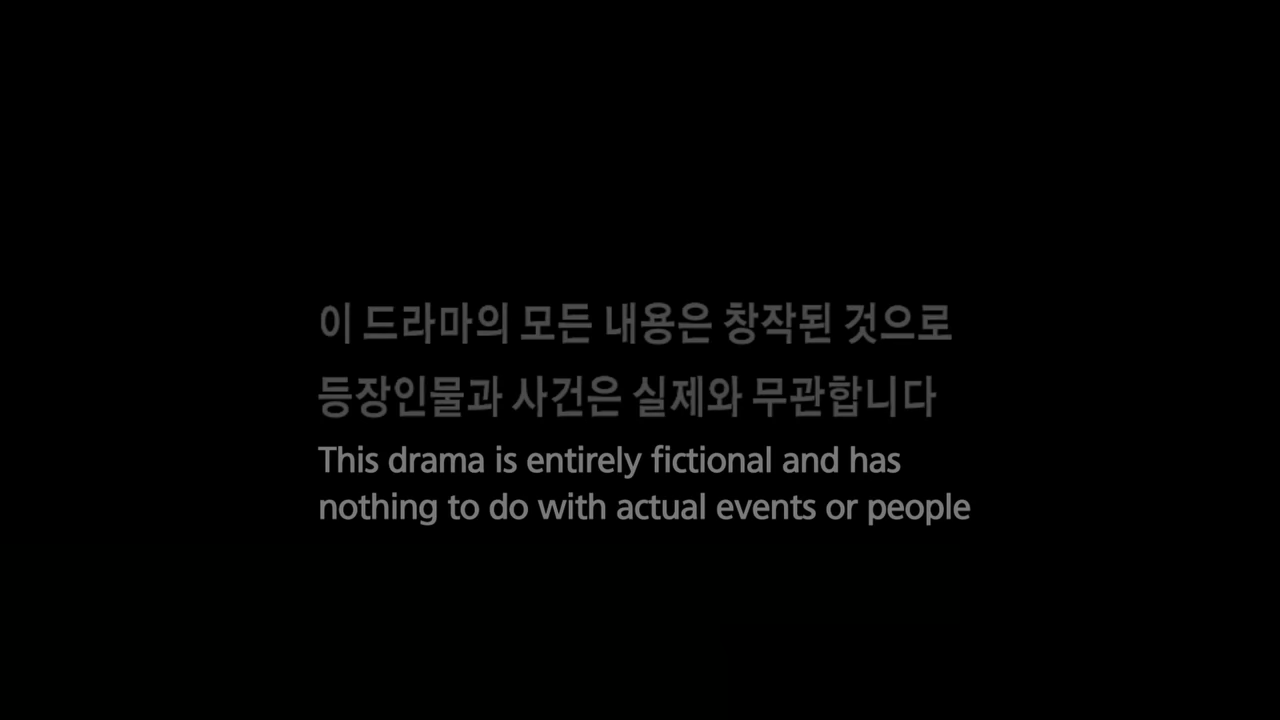 이 드라마의 모든 내용은 창작된 것으로
등장인물과 사건은 실제와 무관합니다
This drama is entirely fictional and has
nothing to do with actual events or people